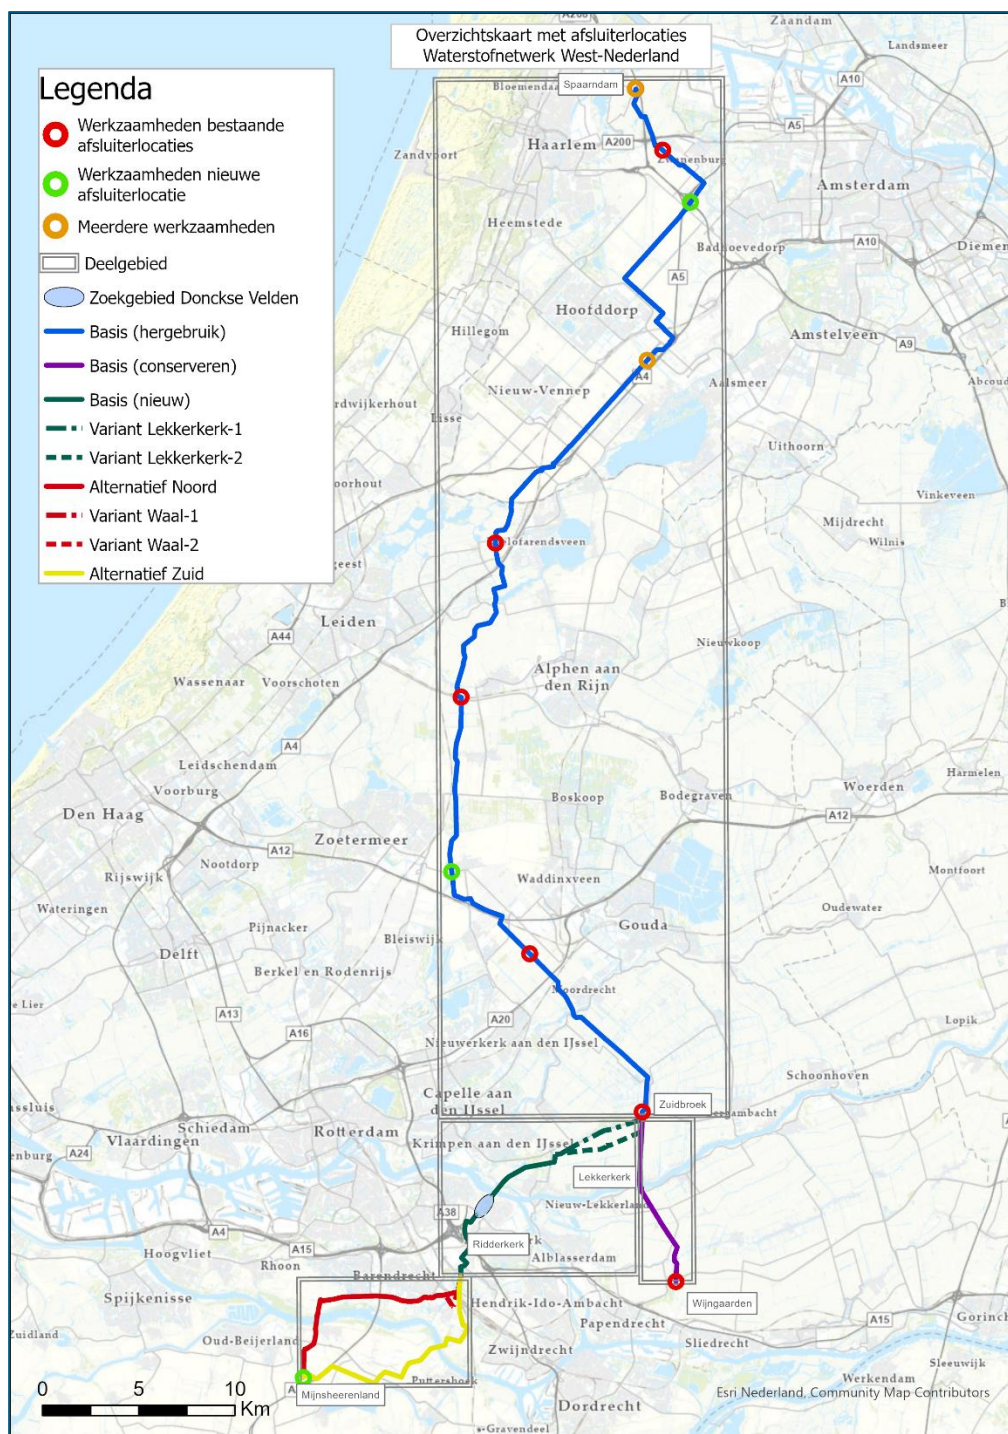 Overzichtskaart met afsluiterlocaties
Waterstofnetwerk West-Nederland
Legenda
Werkzaamheden bestaande
afsluiterlocaties
Werkzaamheden nieuwe
afsluiterlocatie
Meerdere werkzaamheden
Deelgebied
Zoekgebied Donckse Velden
Basis (hergebruik)
Basis (conserveren)
Basis (nieuw)
Variant Lekkerkerk-1
Variant Lekkerkerk-2
Alternatief Noord
Variant Waal-1
Variant Waal-2
Alternatief Zuid
A208
Zaandam
Landsmeer
Spaarndam
A10
A5
Haarlem
A200
Zandvoort
Amsterdam
Heemstede
Badhoevedorp
A10
A5
Hoofddorp
Hillegom
Amstelveen
A9
A4
Nieuw-Vennep
Aalsmeer
Lisse
Uithoorn
Vinkeveen
Mijdrecht
Wilnis
Leiden
A44
Nieuwkoop
Alphen aan
den Rijn
Wassenaar
Voorschoten
A4
Leidschendam
Voorburg
Harmelen
Woerden
Boskoop
Bodegraven
Den Haag
Zoetermeer
A12
A12
Nootdorp
Rijswijk
Waddinxveen
Montfoort
Wateringen
Pijnacker
Gouda
Oudewater
Bleiswijk
Delft
Berkel en Rodenrijs
Moordrecht
e Lier
A13
A20
Lopik
A16
Nieuwerkerk aan den IJssel
Schoonhoven
Capelle aan
den IJssel
Zuidbroek
Schiedam
Rotterdam
Vlaardingen
Krimpen aan den IJssel
A24
Lekkerkerk
Nieuw-Lekkerland
A38
A4
Ridderkerk
Hoogvliet
A15
Alblasserdam
Rhoon
Barendrecht
Spijkenisse
Hendrik-Ido-Ambacht
Wijngaarden
Papendrecht
A15
Zuidland
Oud-Beijerland
Zwijndrecht
Sliedrecht
Sleeuwijk
Puttershoek
Werkendam
Mijnsheerenland
Dordrecht
's-Gravendeel
0 5 10
Km
Esri Nederland, Community Map Contributors